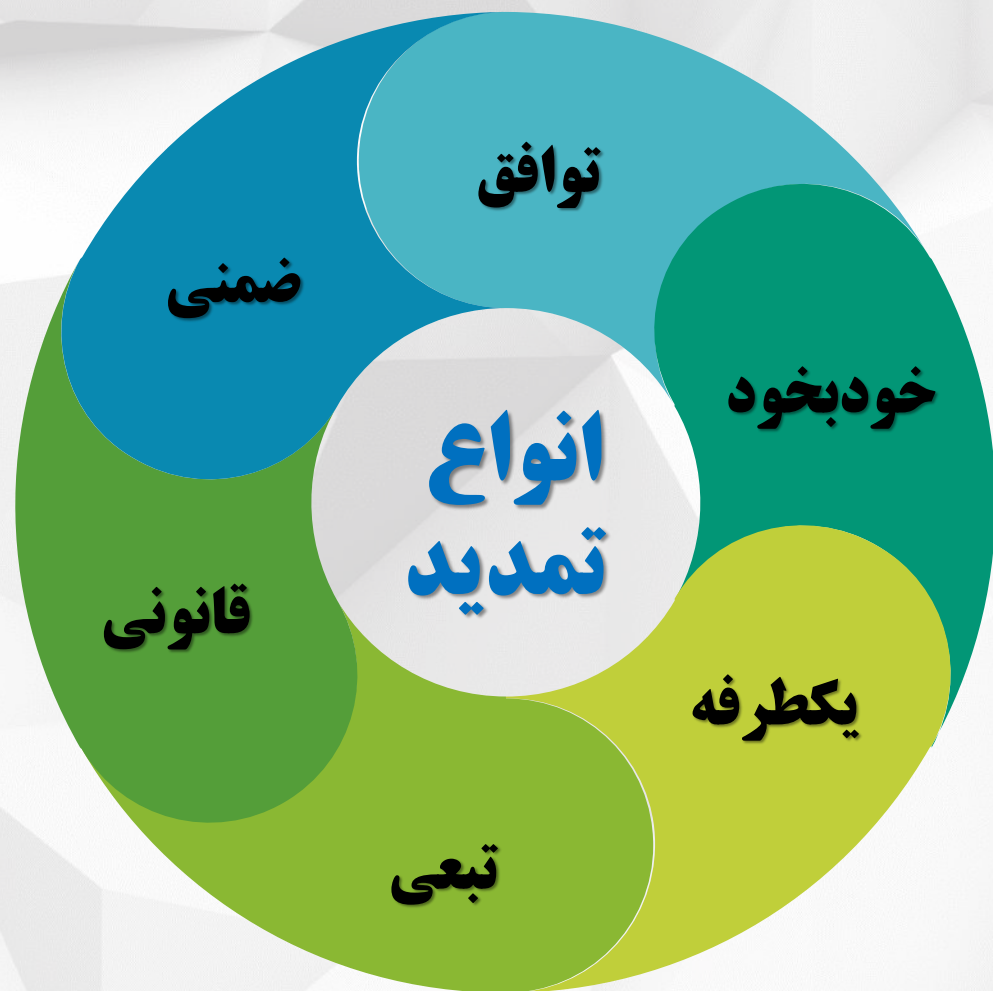 انواع
تمدید
توافق
خودبخود
یکطرفه
تبعی
قانونی
ضمنی